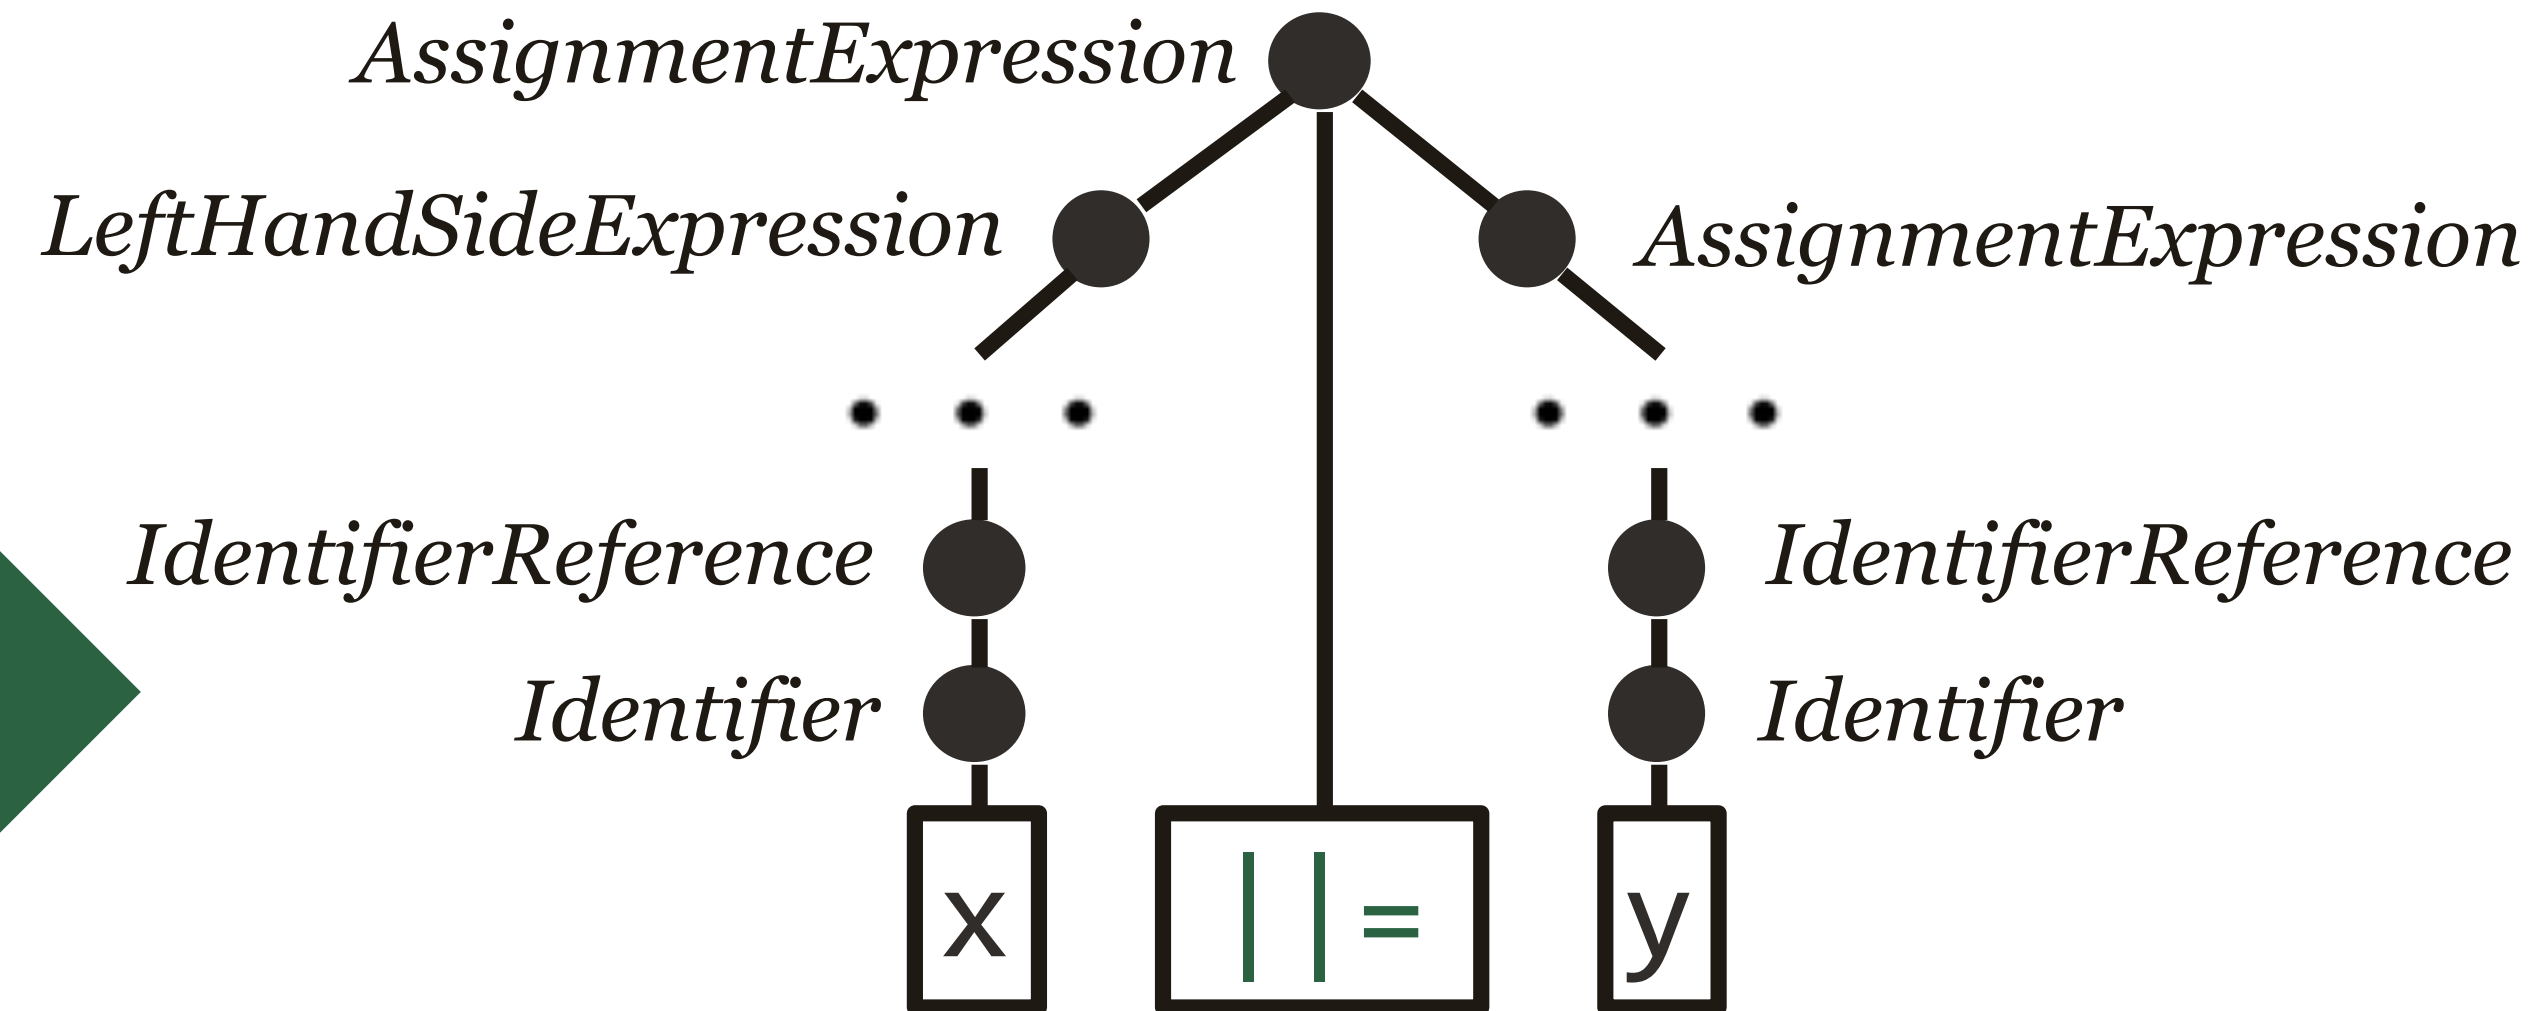 AssignmentExpression
LeftHandSideExpression
AssignmentExpression
. . .
. . .
IdentifierReference
IdentifierReference
Identifier
Identifier
x
||=
y